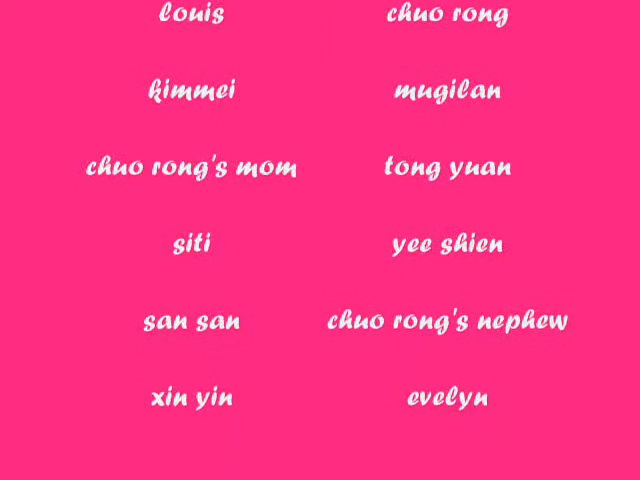 louis chuo rong
kimmei mugilan
chuo rong's mom tong yuan
siti yee shien
san san chuo rong's nephew
xin yin evelyn